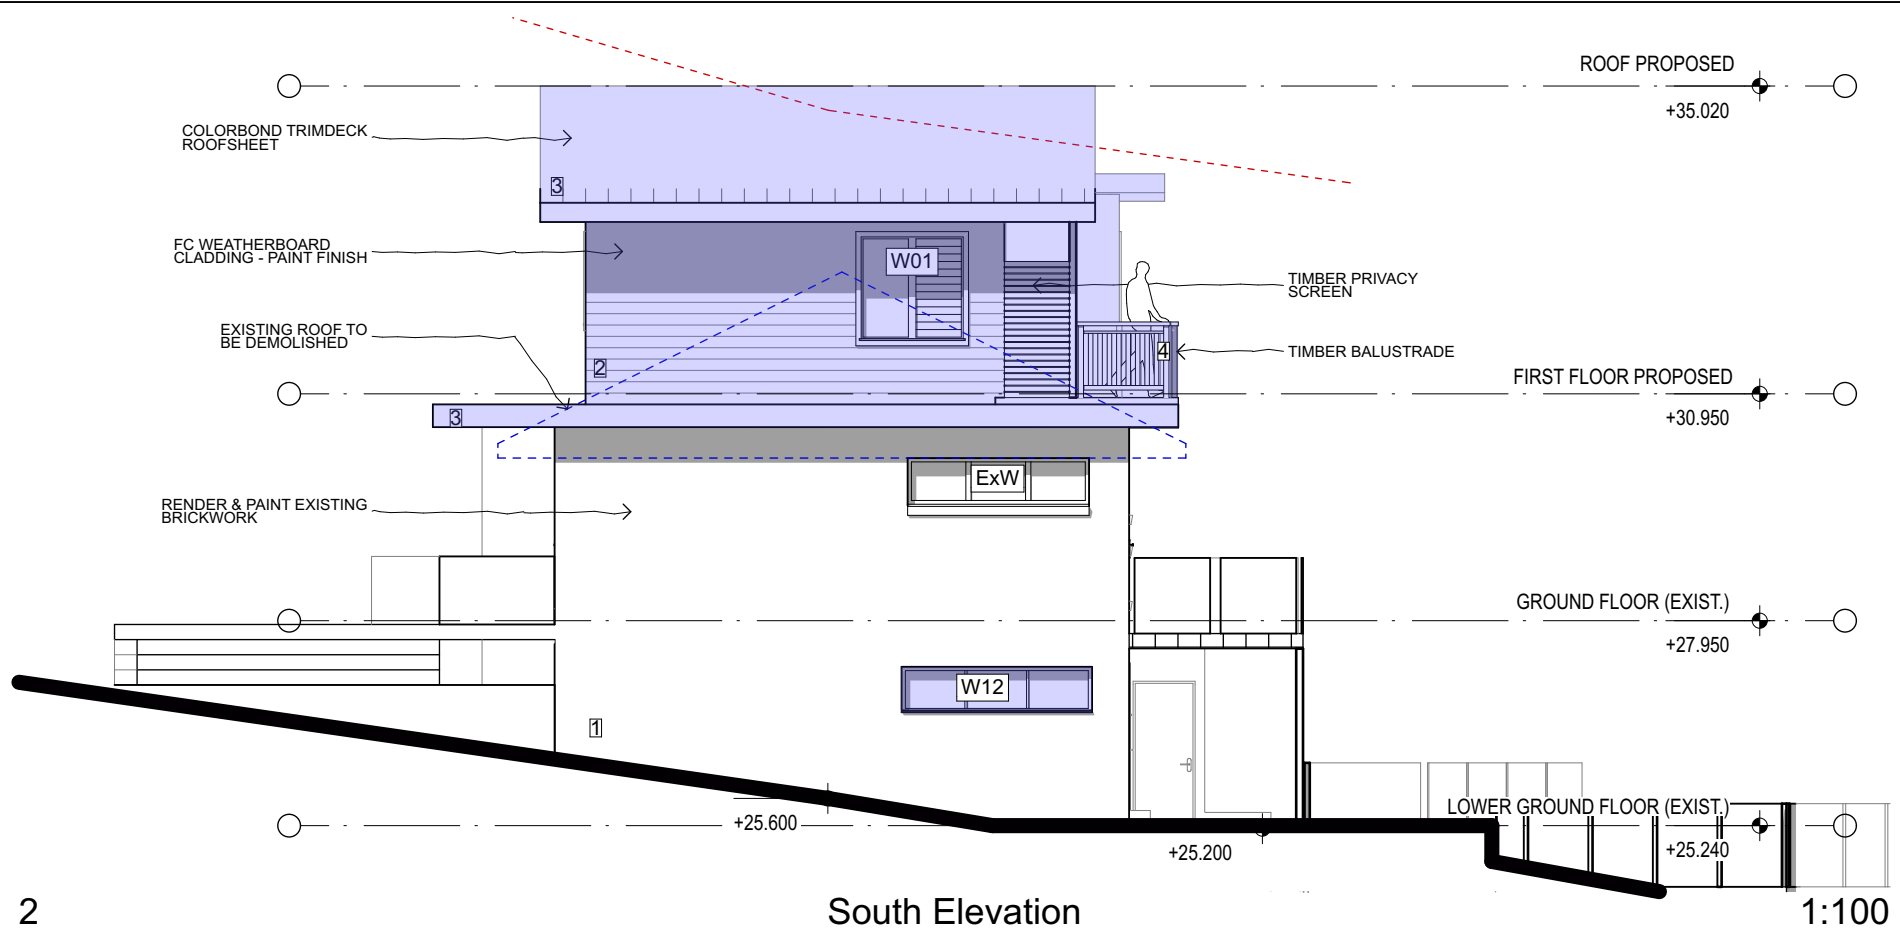 ROOF PROPOSED
+35.020
COLORBOND TRIMDECK
ROOFSHEET
3
FC WEATHERBOARD
CLADDING - PAINT FINISH
W01
TIMBER PRIVACY
SCREEN
EXISTING ROOF TO
BE DEMOLISHED
2
4
TIMBER BALUSTRADE
FIRST FLOOR PROPOSED
+30.950
3
ExW
RENDER & PAINT EXISTING
BRICKWORK
GROUND FLOOR (EXIST.)
+27.950
W12
1
LOWER GROUND FLOOR (EXIST.)
+25.600
+25.200
+25.240
2
South Elevation
1:100